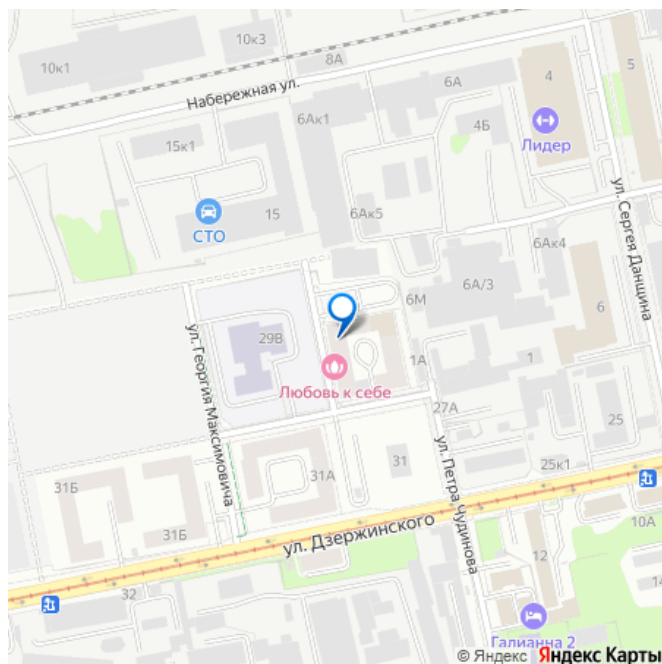 10к3
10к1
8А
Набережная ул.
6А
4
5
6Ак1
4Б
Лидер
15к1
ул. Сергея Данщина
15
СТО
6Ак5
6Ак4
6А/3
6М
6
29В
ул. Георгия Максимовича
1А
1
Любовь к себе
27А
25
31
25к1
31Б
31А
ул. Петра Чудинова
31Б
ул. Дзержинского
10А
12
32
14
Галианна 2
© Яндекс Яндекс Карты